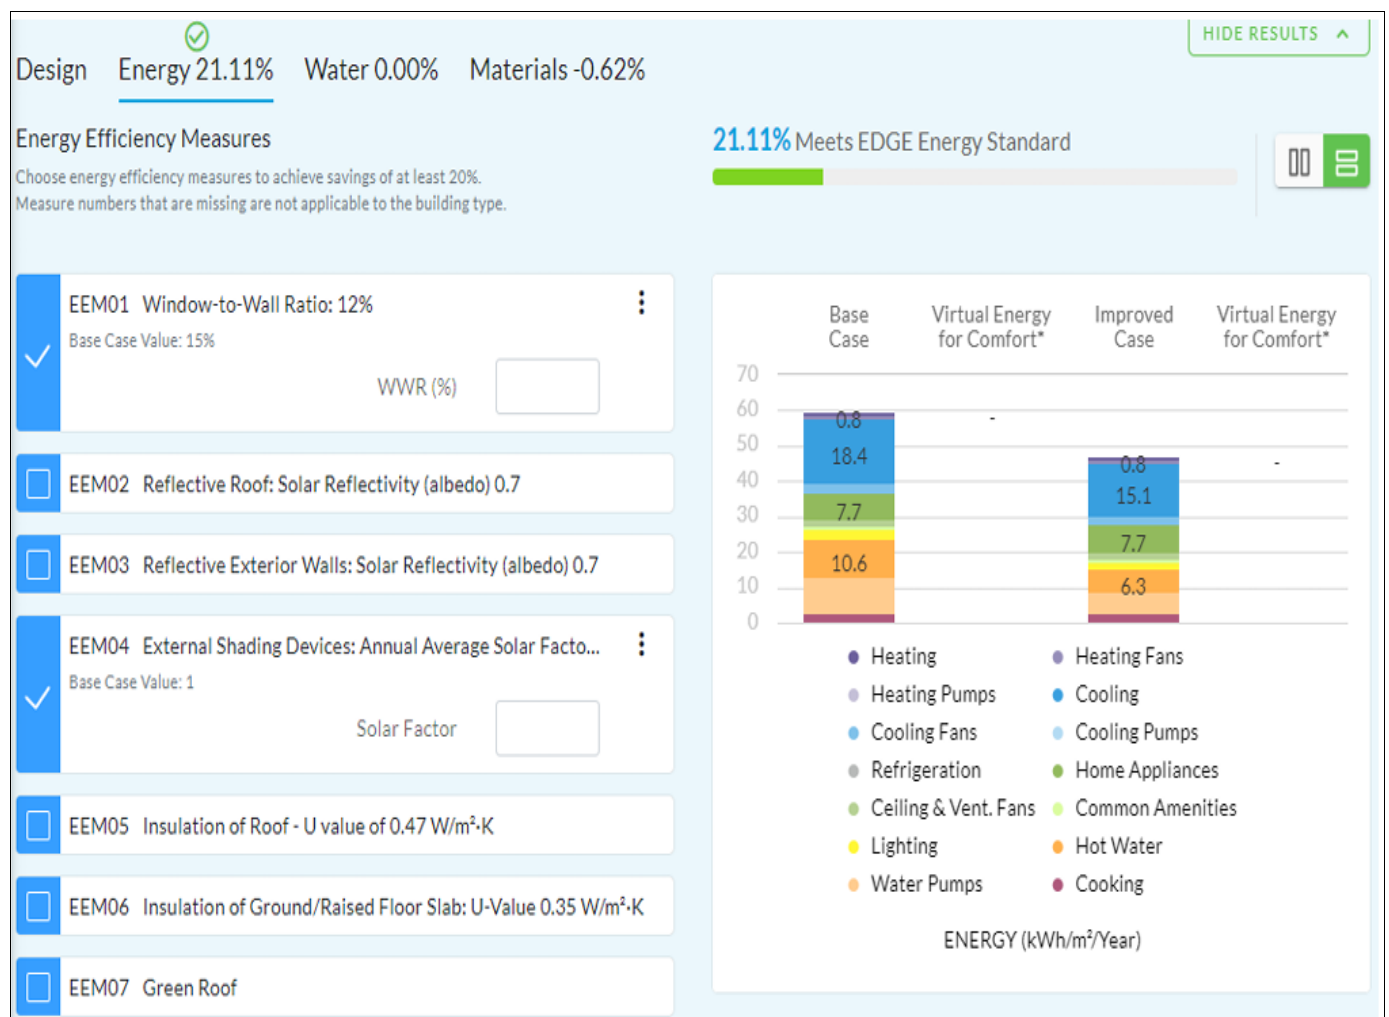 HIDE RESULTS
Design Energy 21.11% Water 0.00% Materials -0.62%
Energy Efficiency Measures
Choose energy efficiency measures to achieve savings of at least 20%.
Measure numbers that are missing are not applicable to the building type.
21.11% Meets EDGE Energy Standard
EEM01 Window-to-Wall Ratio: 12%
Base Case Value: 15%
WWR (%)
EEM02 Reflective Roof: Solar Reflectivity (albedo) 0.7
EEM03 Reflective Exterior Walls: Solar Reflectivity (albedo) 0.7
EEM04 External Shading Devices: Annual Average Solar Facto...
Base Case Value: 1
Solar Factor
EEM05 Insulation of Roof - U value of 0.47 W/m²·K
EEM06 Insulation of Ground/Raised Floor Slab: U-Value 0.35 W/m²·K
EEM07 Green Roof
Base Case
Virtual Energy for Comfort*
Improved Case
Virtual Energy for Comfort*
70
60
50
40
30
20
10
0
0.8
18.4
7.7
10.6
-
0.8
15.1
7.7
6.3
-
Heating Heating Fans
Heating Pumps Cooling
Cooling Fans Cooling Pumps
Refrigeration Home Appliances
Ceiling & Vent. Fans Common Amenities
Lighting Hot Water
Water Pumps Cooking
ENERGY (kWh/m²/Year)